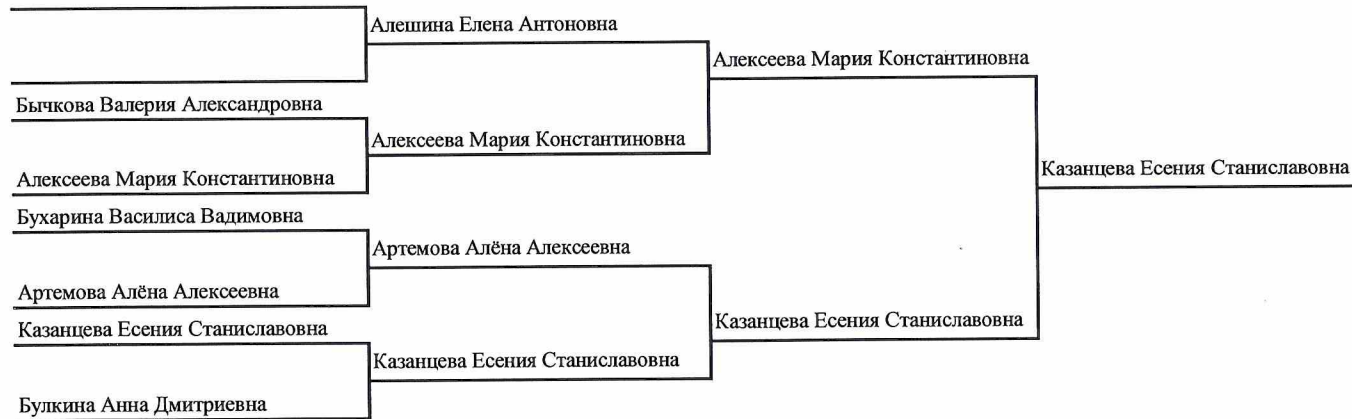 Алешина Елена Антоновна
Алексеева Мария Константиновна
Бычкова Валерия Александровна
Алексеева Мария Константиновна
Алексеева Мария Константиновна
Казанцева Есения Станиславовна
Бухарина Василиса Вадимовна
Артемова Алёна Алексеевна
Артемова Алёна Алексеевна
Казанцева Есения Станиславовна
Казанцева Есения Станиславовна
Казанцева Есения Станиславовна
Булкина Анна Дмитриевна